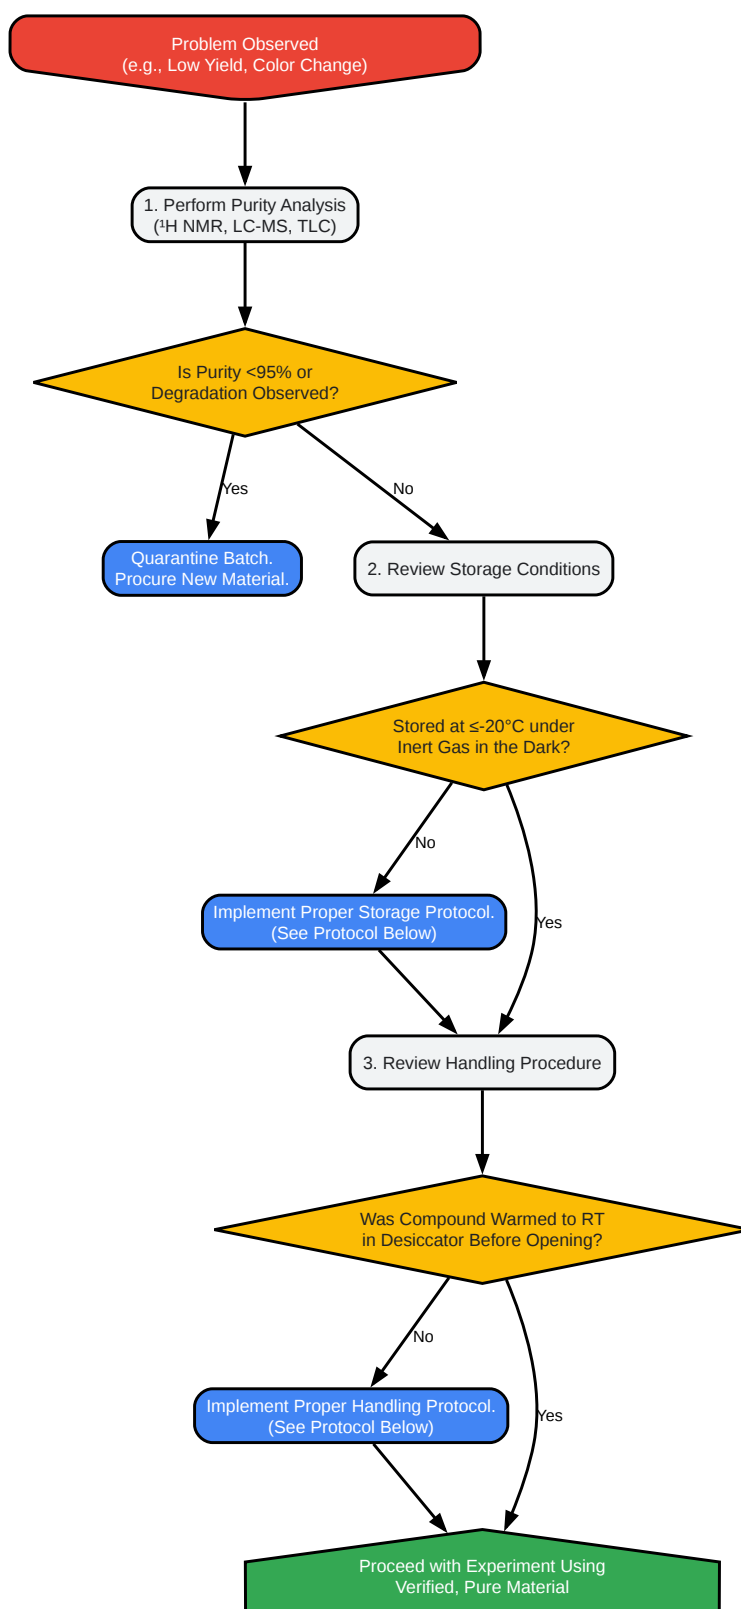 Problem Observed
(e.g., Low Yield, Color Change)
1. Perform Purity Analysis
(¹H NMR, LC-MS, TLC)
Is Purity <95% or
Degradation Observed?
Yes
No
Quarantine Batch.
Procure New Material.
2. Review Storage Conditions
Stored at ≤-20°C under
Inert Gas in the Dark?
No
Implement Proper Storage Protocol.
(See Protocol Below)
Yes
3. Review Handling Procedure
Was Compound Warmed to RT
in Desiccator Before Opening?
No
Implement Proper Handling Protocol.
(See Protocol Below)
Yes
Proceed with Experiment Using
Verified, Pure Material